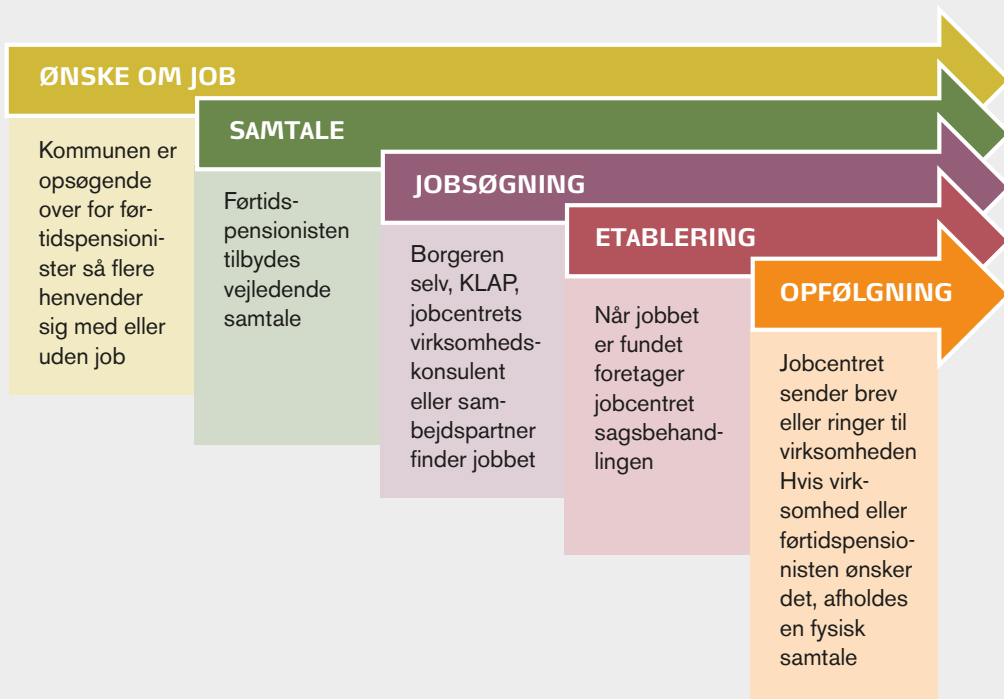 ØNSKE OM JOB
Kommunen er
opsøgende
over for før-
tidspensioni-
ster så flere
henvender
sig med eller
uden job
SAMTALE
Førtids-
pensionisten
tilbydes
vejledende
samtale
JOBSØGNING
Borgeren
selv, KLAP,
jobcentrets
virksomheds-
konsulent
eller sam-
bejdspartner
finder jobbet
ETABLERING
Når jobbet
er fundet
foretager
jobcentret
sagsbehand-
lingen
OPFØLGNING
Jobcentret
sender brev
eller ringer til
virksomheden
Hvis virk-
somhed eller
førtidspensio-
nisten ønsker
det, afholdes
en fysisk
samtale